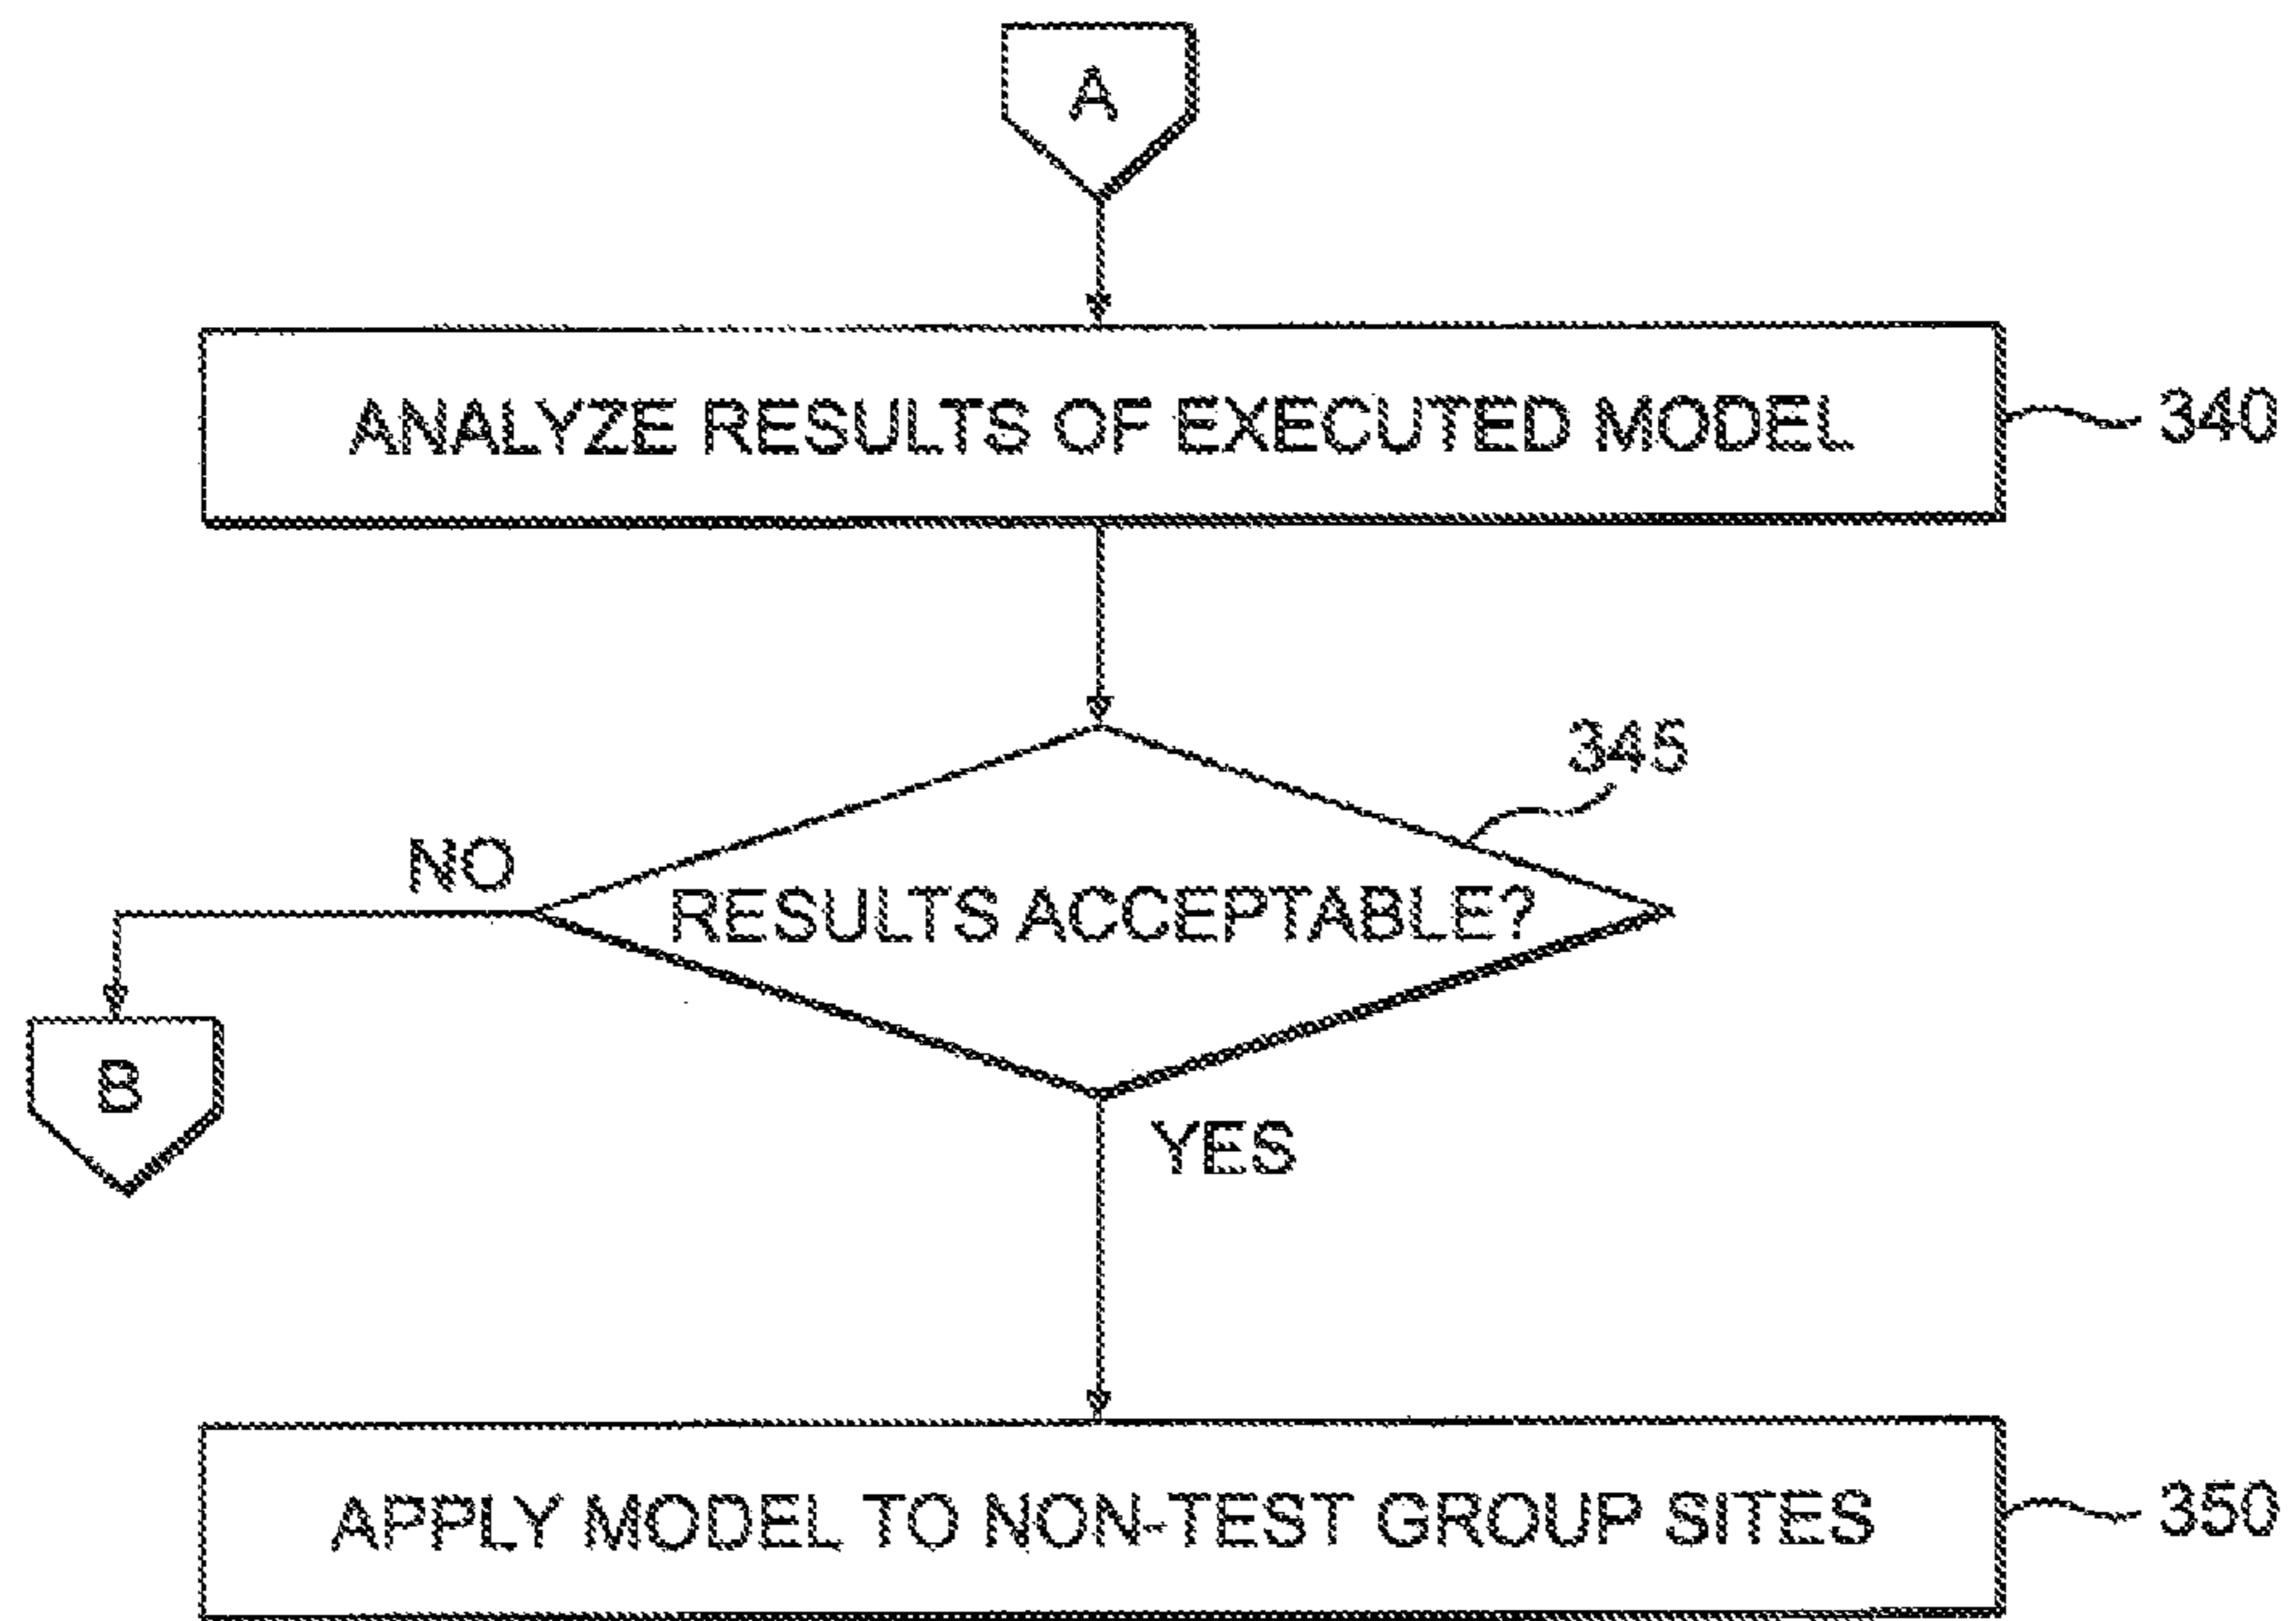 A
ANALYZE RESULTS OF EXECUTED MODEL
340
345
NO
RESULTS ACCEPTABLE?
B
YES
APPLY MODEL TO NON-TEST GROUP SITES
350